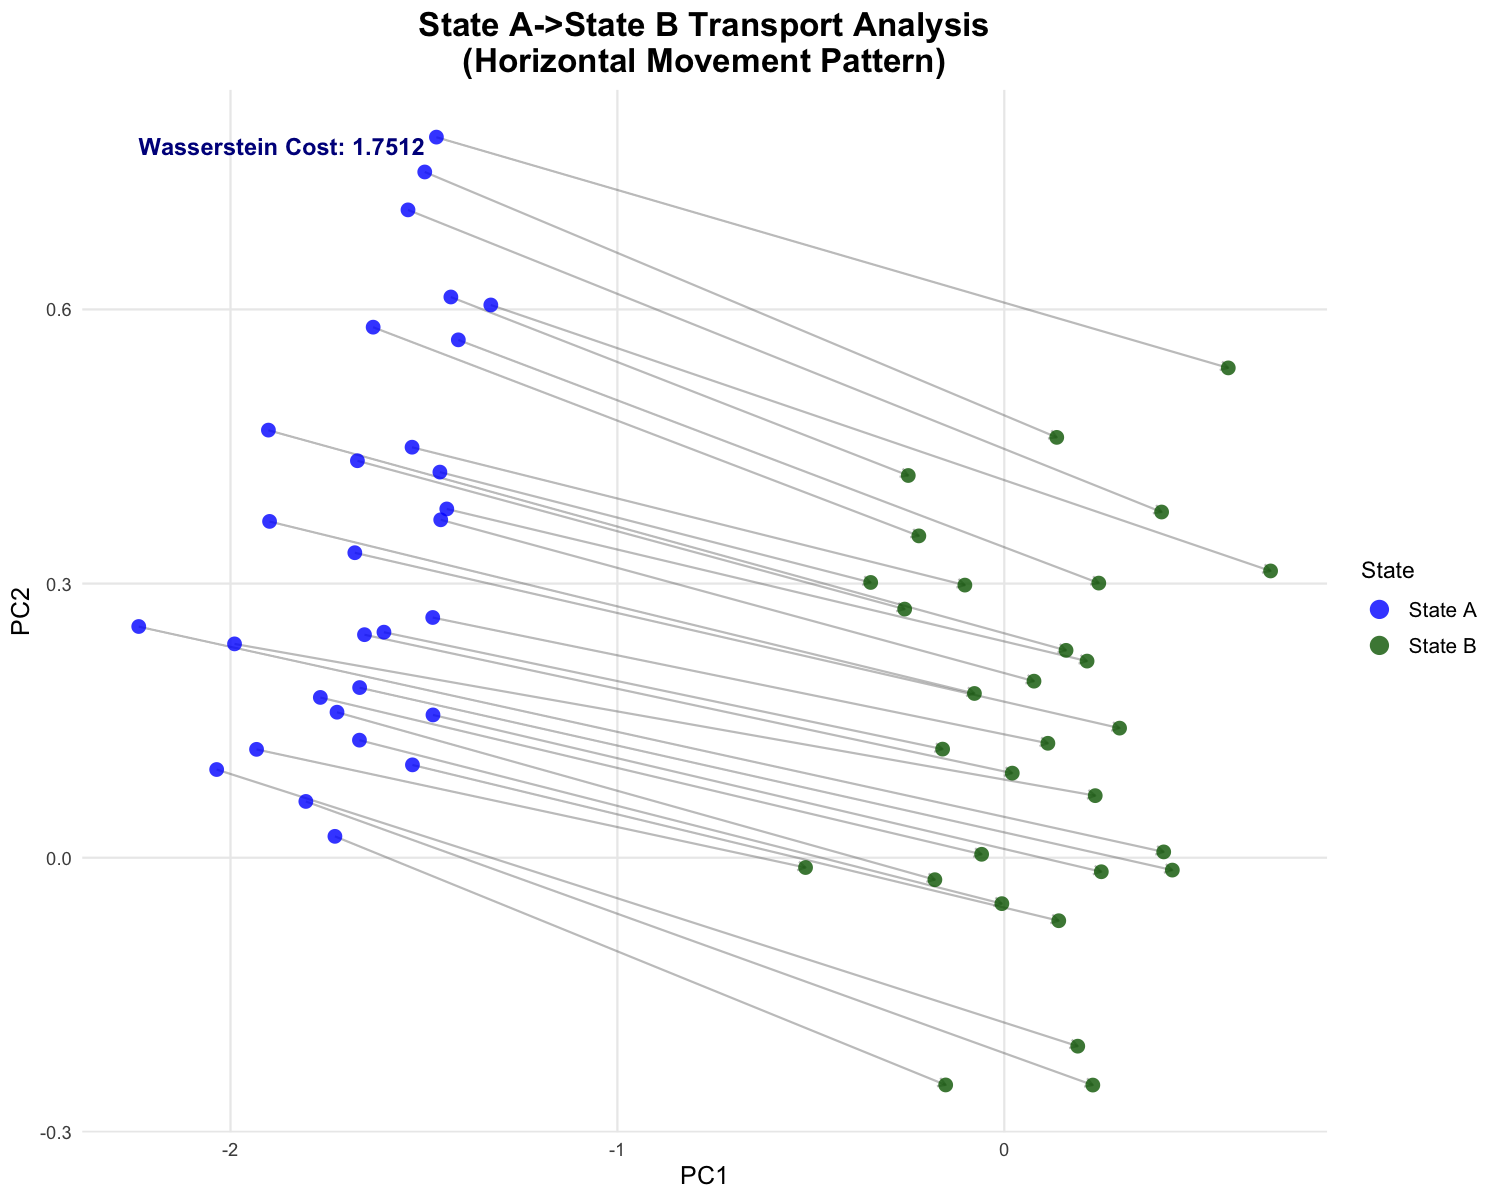 State A->State B Transport Analysis
(Horizontal Movement Pattern)
Wasserstein Cost: 1.7512
0.6
0.3
0.0
-0.3
PC2
-2
-1
0
PC1
State
State A
State B